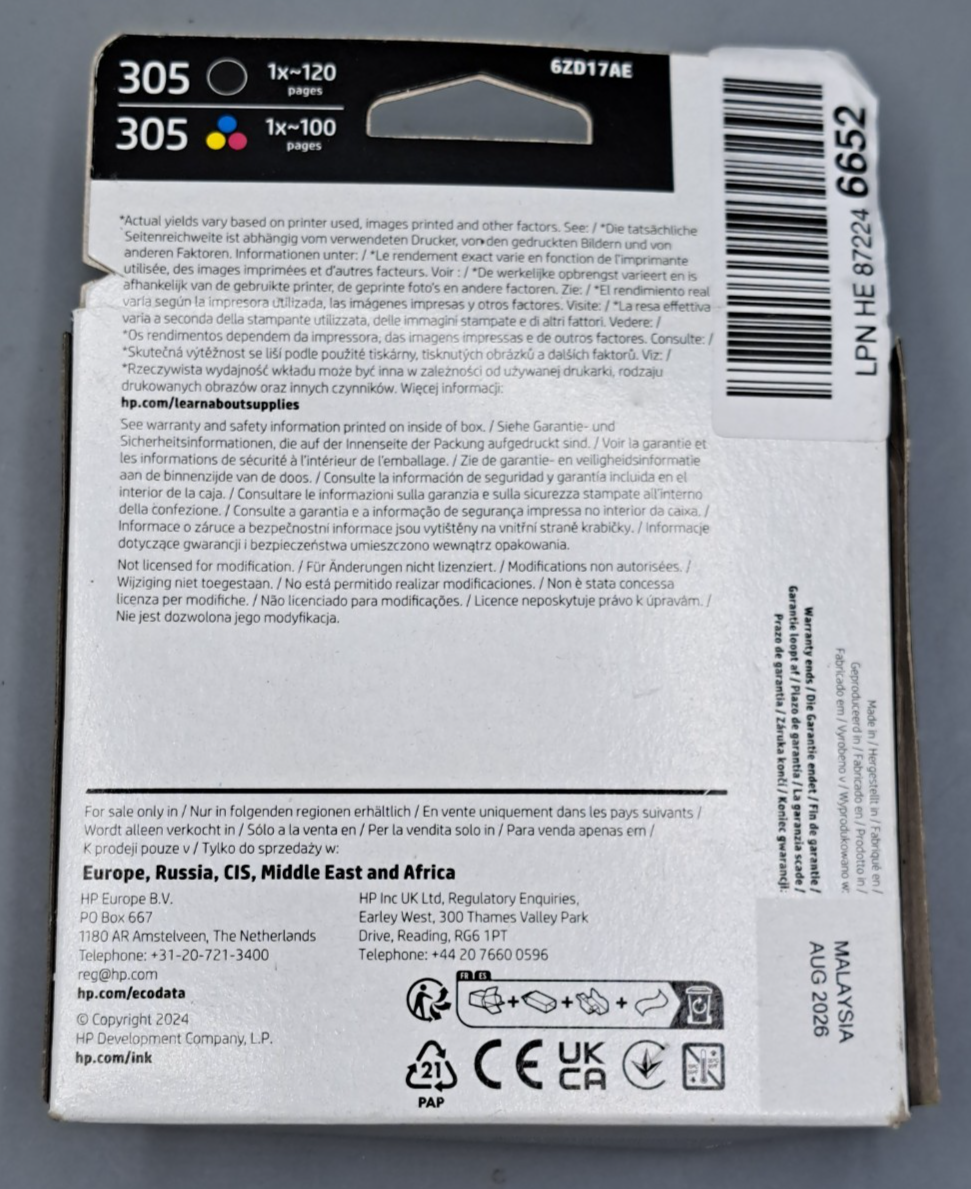 305 1x~120 pages
305 1x~100 pages
6ZD17AE
LPN HE 87224 6652
*Actual yields vary based on printer used, images printed and other factors. See: / *Die tatsächliche
Seitenreichweite ist abhängig vom verwendeten Drucker, von den gedruckten Bildern und von
anderen Faktoren. Informationen unter: / *Le rendement exact varie en fonction de l'imprimante
utilisée, des images imprimées et d'autres facteurs. Voir : / *De werkelijke opbrengst varieert en is
afhankelijk van de gebruikte printer, de geprinte foto's en andere factoren. Zie: / *El rendimiento real
varía según la impresora utilizada, las imágenes impresas y otros factores. Visite: / *La resa effettiva
varia a seconda della stampante utilizzata, delle immagini stampate e di altri fattori. Vedere: /
*Os rendimentos dependem da impressora, das imagens impressas e de outros factores. Consulte: /
*Skutečná výtěžnost se liší podle použité tiskárny, tisknutých obrázků a dalších faktorů. Viz: /
*Rzeczywista wydajność wkładu może być inna w zależności od używanej drukarki, rodzaju
drukowanych obrazów oraz innych czynników. Więcej informacji:
hp.com/learnaboutsupplies
See warranty and safety information printed on inside of box. / Siehe Garantie- und
Sicherheitsinformationen, die auf der Innenseite der Packung aufgedruckt sind. / Voir la garantie et
les informations de sécurité à l'intérieur de l'emballage. / Zie de garantie- en veiligheidsinformatie
aan de binnenzijde van de doos. / Consulte la información de seguridad y garantía incluida en el
interior de la caja. / Consultare le informazioni sulla garanzia e sulla sicurezza stampate all'interno
della confezione. / Consulte a garantia e a informação de segurança impressa no interior da caixa. /
Informace o záruce a bezpečnostní informace jsou vytištěny na vnitřní straně krabičky. / Informacje
dotyczące gwarancji i bezpieczeństwa umieszczono wewnątrz opakowania.
Not licensed for modification. / Für Änderungen nicht lizenziert. / Modifications non autorisées. /
Wijziging niet toegestaan. / No está permitido realizar modificaciones. / Non è stata concessa
licenza per modifiche. / Não licenciado para modificações. / Licence neposkytuje právo k úpravám. /
Nie jest dozwolona jego modyfikacja.
Made in / Hergestellt in / Fabriqué en /
Geproduceerd in / Fabricado en / Prodotto in /
Fabricado em / Vyrobeno v / Wyprodukowano w:
Warranty ends / Die Garantie endet / Fin de garantie /
Garantie loopt af / Plazo de garantía / La garanzia scade /
Prazo de garantia / Záruka končí / Koniec gwarancji:
MALAYSIA
AUG 2026
For sale only in / Nur in folgenden regionen erhältlich / En vente uniquement dans les pays suivants /
Wordt alleen verkocht in / Sólo a la venta en / Per la vendita solo in / Para venda apenas em /
K prodeji pouze v / Tylko do sprzedaży w:
Europe, Russia, CIS, Middle East and Africa
HP Europe B.V.
PO Box 667
1180 AR Amstelveen, The Netherlands
Telephone: +31-20-721-3400
reg@hp.com
hp.com/ecodata
© Copyright 2024
HP Development Company, L.P.
hp.com/ink
HP Inc UK Ltd, Regulatory Enquiries,
Earley West, 300 Thames Valley Park
Drive, Reading, RG6 1PT
Telephone: +44 20 7660 0596
FR ES
21
PAP
CE
UK
CA